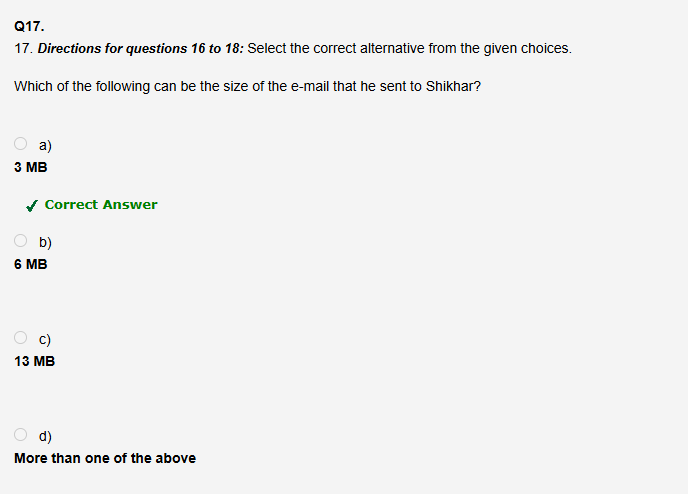 Q17.
17. Directions for questions 16 to 18: Select the correct alternative from the given choices.
Which of the following can be the size of the e-mail that he sent to Shikhar?
a)
3 MB
✓ Correct Answer
b)
6 MB
c)
13 MB
d)
More than one of the above